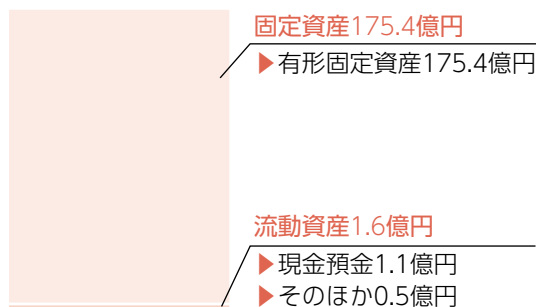 固定資産175.4億円
▶有形固定資産175.4億円
流動資産1.6億円
▶現金預金1.1億円
▶そのほか0.5億円